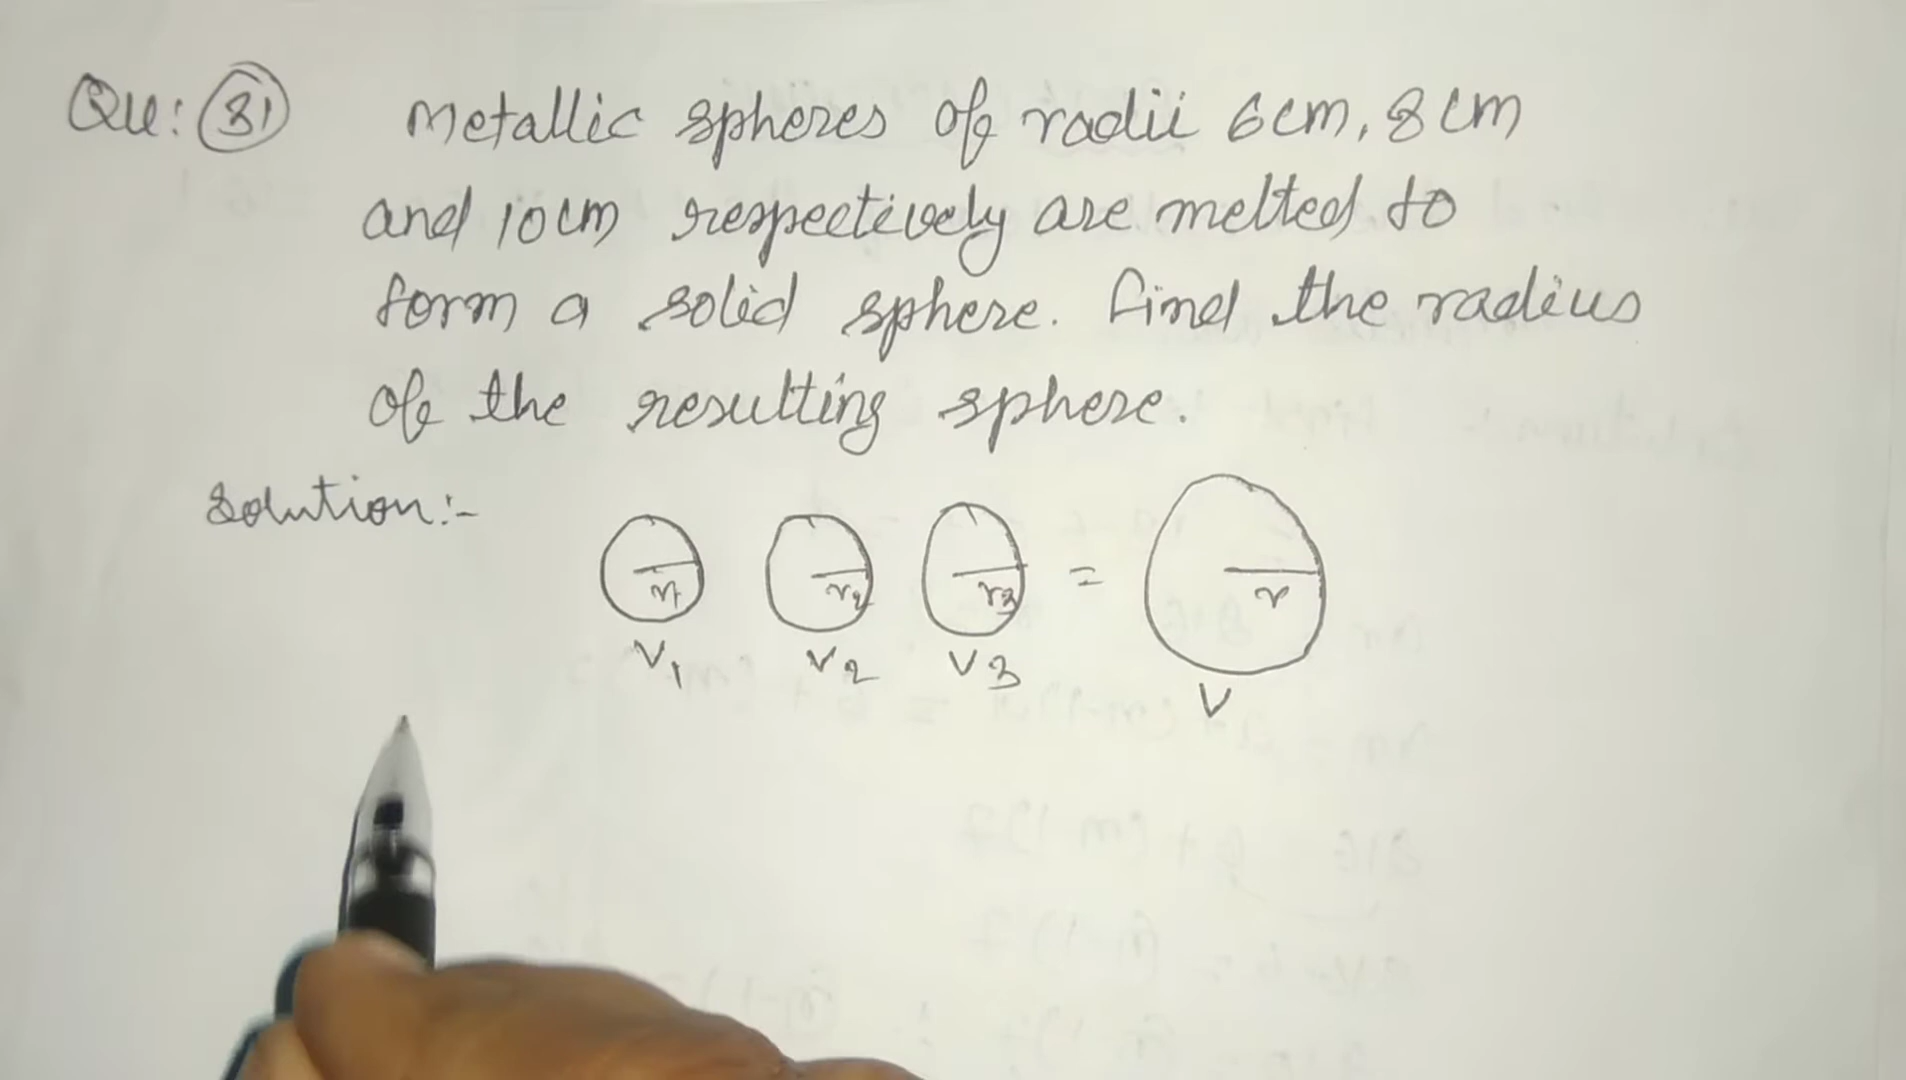 Qu: 31 Metallic spheres of radii 6cm, 8cm
and 10cm respectively are melted to
form a solid sphere. find the radius
of the resulting sphere.
Solution:-
r1 r2 r3 = r
V1 V2 V3 V